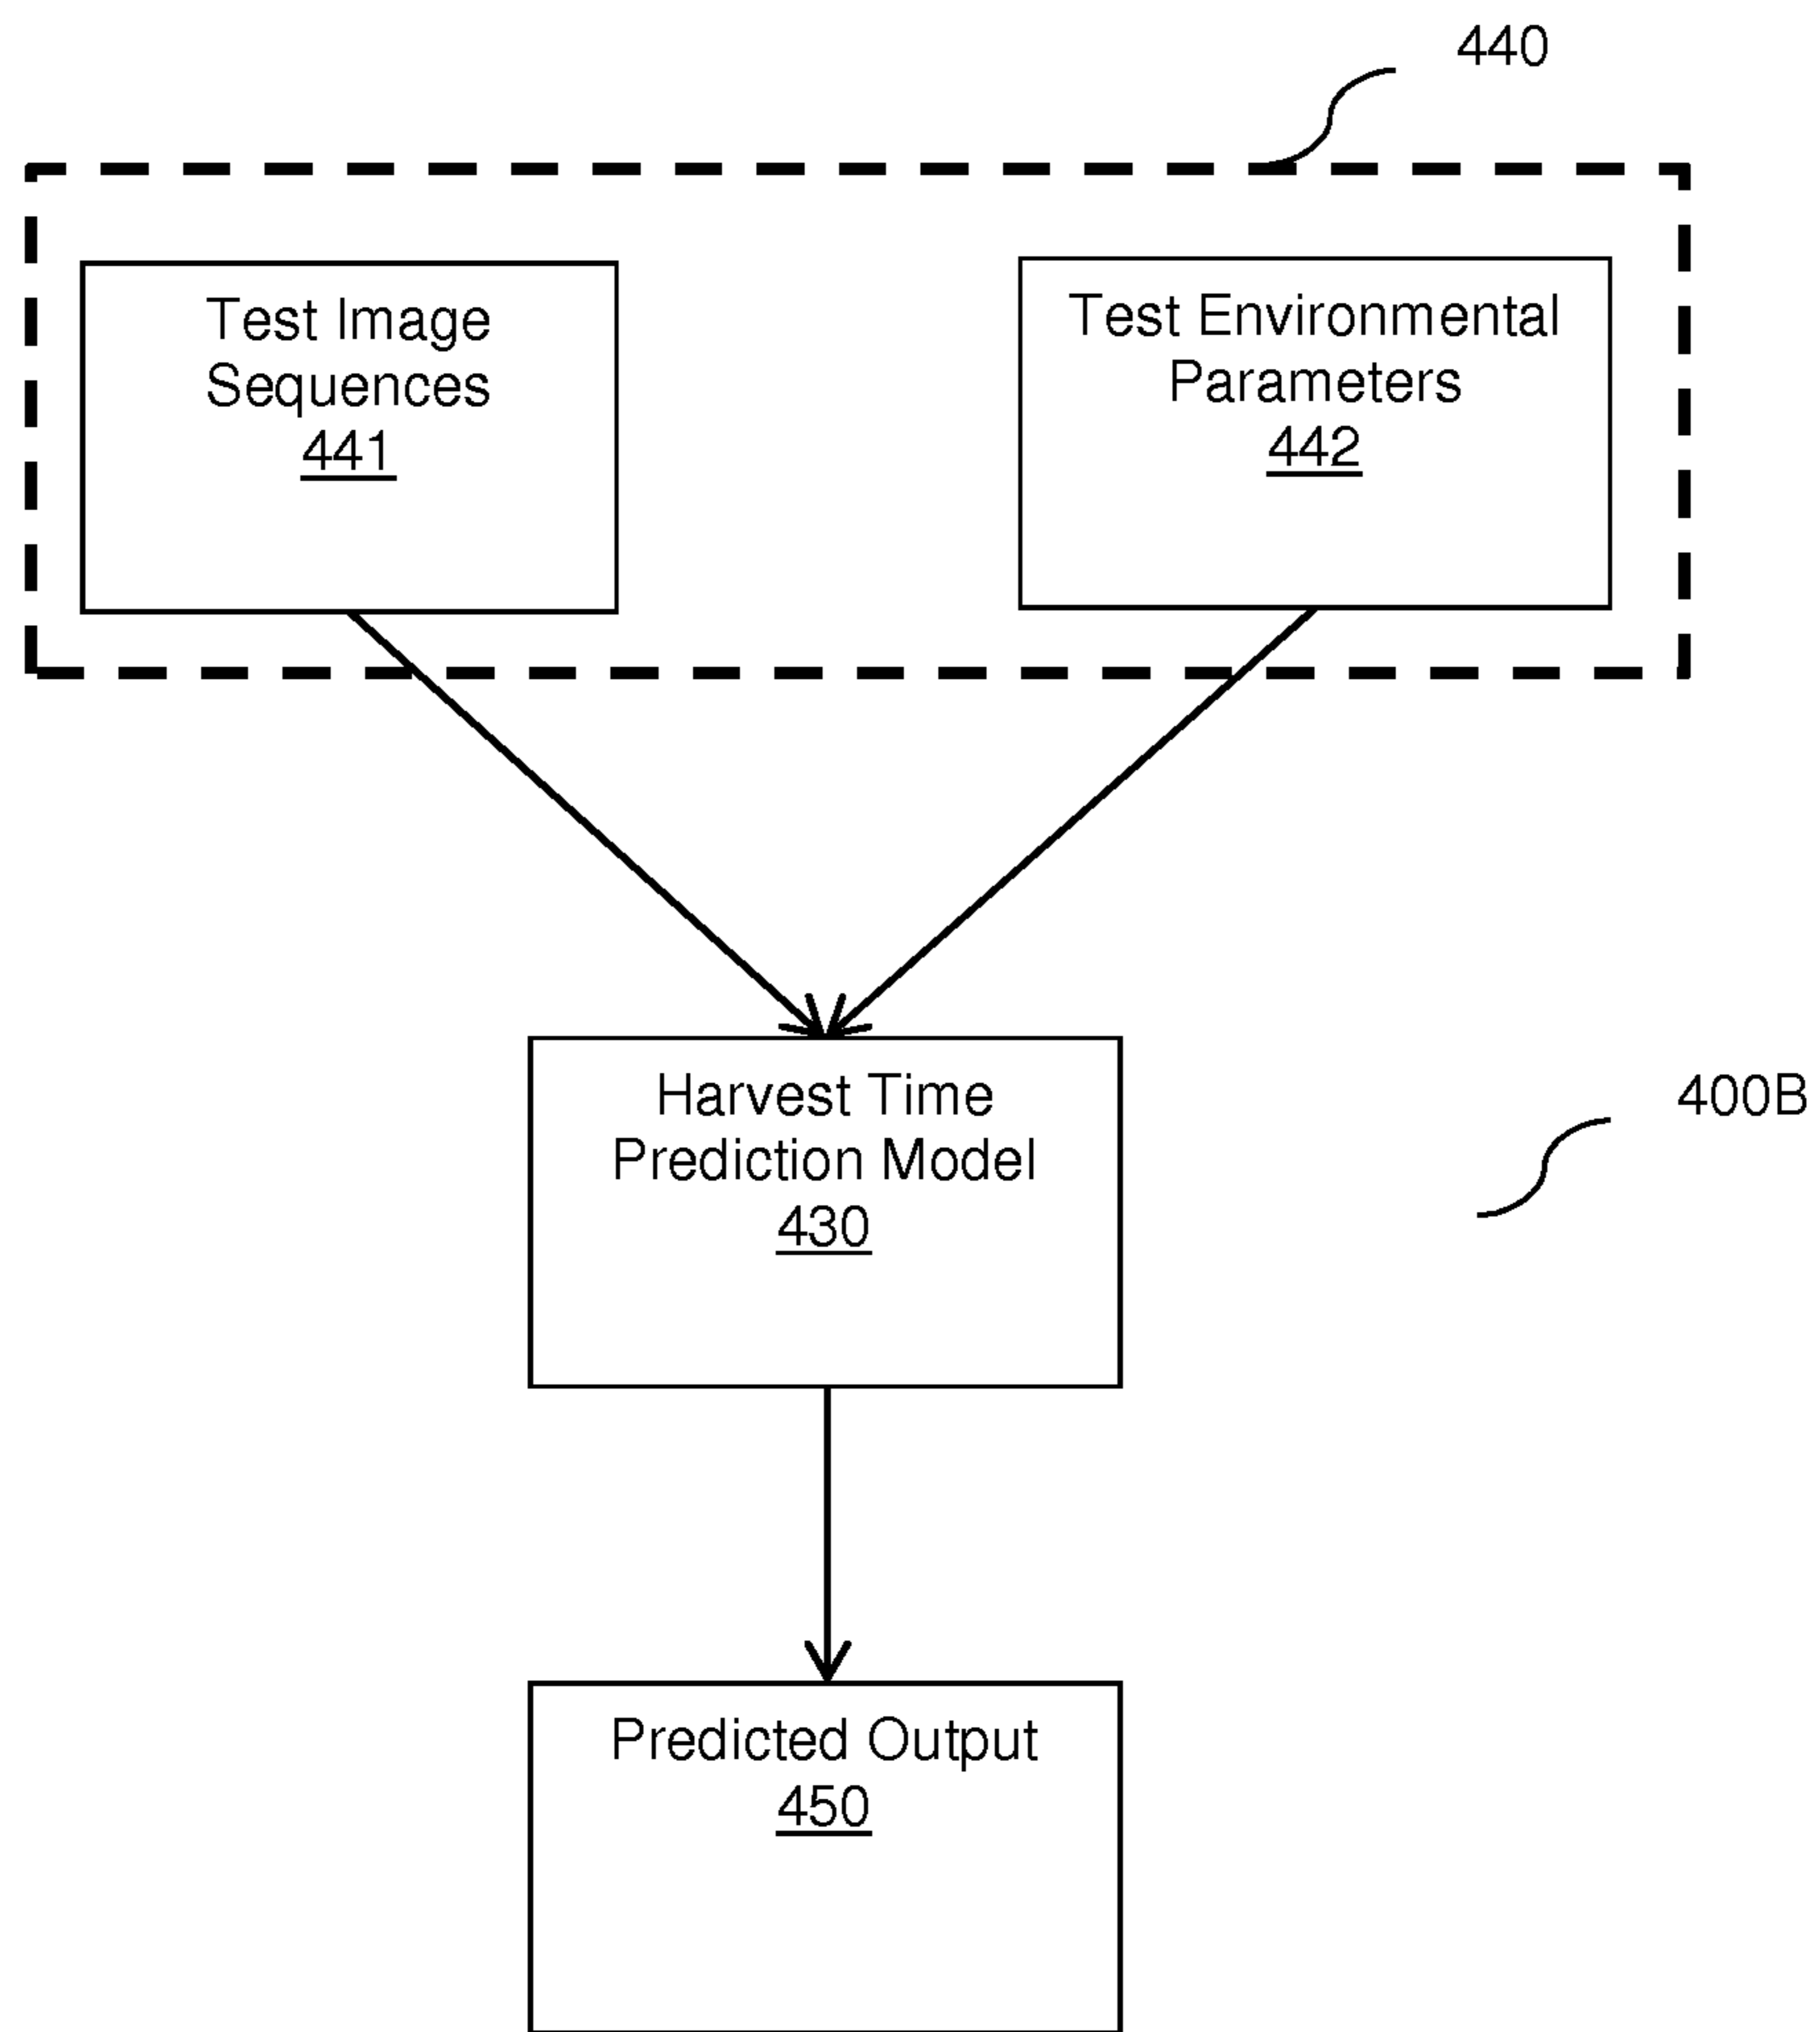 440
Test Image
Sequences
441
Test Environmental
Parameters
442
Harvest Time
Prediction Model
430
400B
Predicted Output
450